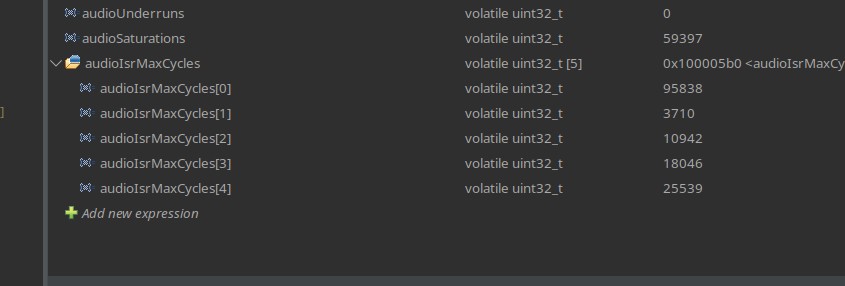 audioUnderruns volatile uint32_t 0
audioSaturations volatile uint32_t 59397
audioIsrMaxCycles volatile uint32_t [5] 0x100005b0 <audioIsrMaxCy
audioIsrMaxCycles[0] volatile uint32_t 95838
] audioIsrMaxCycles[1] volatile uint32_t 3710
audioIsrMaxCycles[2] volatile uint32_t 10942
audioIsrMaxCycles[3] volatile uint32_t 18046
audioIsrMaxCycles[4] volatile uint32_t 25539
Add new expression